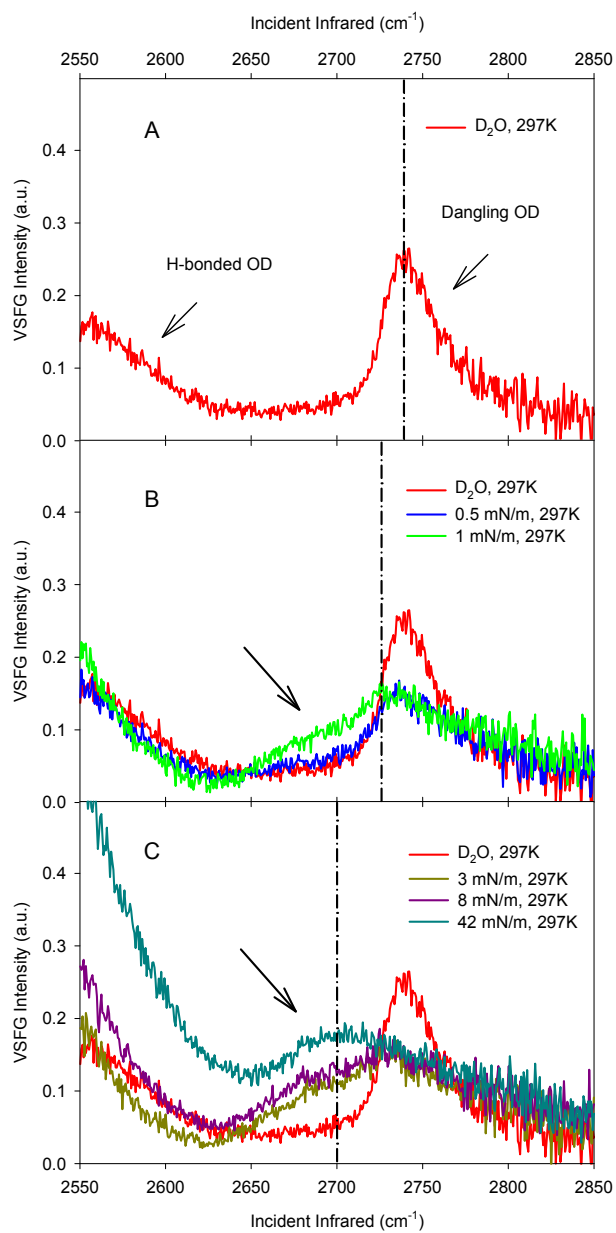 Incident Infrared (cm⁻¹)
2550 2600 2650 2700 2750 2800 2850
A
D₂O, 297K
Dangling OD
H-bonded OD
VSFG Intensity (a.u.)
0.4
0.3
0.2
0.1
0.0
B
D₂O, 297K
0.5 mN/m, 297K
1 mN/m, 297K
VSFG Intensity (a.u.)
0.4
0.3
0.2
0.1
0.0
C
D₂O, 297K
3 mN/m, 297K
8 mN/m, 297K
42 mN/m, 297K
VSFG Intensity (a.u.)
0.4
0.3
0.2
0.1
0.0
2550 2600 2650 2700 2750 2800 2850
Incident Infrared (cm⁻¹)